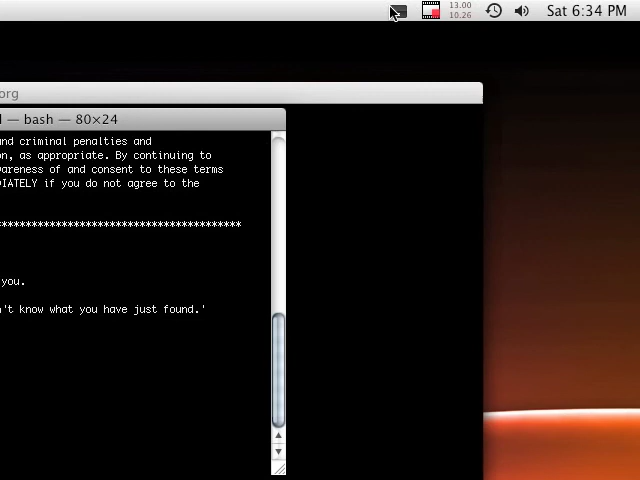 13.00
10.26
Sat 6:34 PM
org
l — bash — 80×24
nd criminal penalties and
on, as appropriate. By continuing to
areness of and consent to these terms
DIATELY if you do not agree to the
*****************************************
you.
n't know what you have just found.'